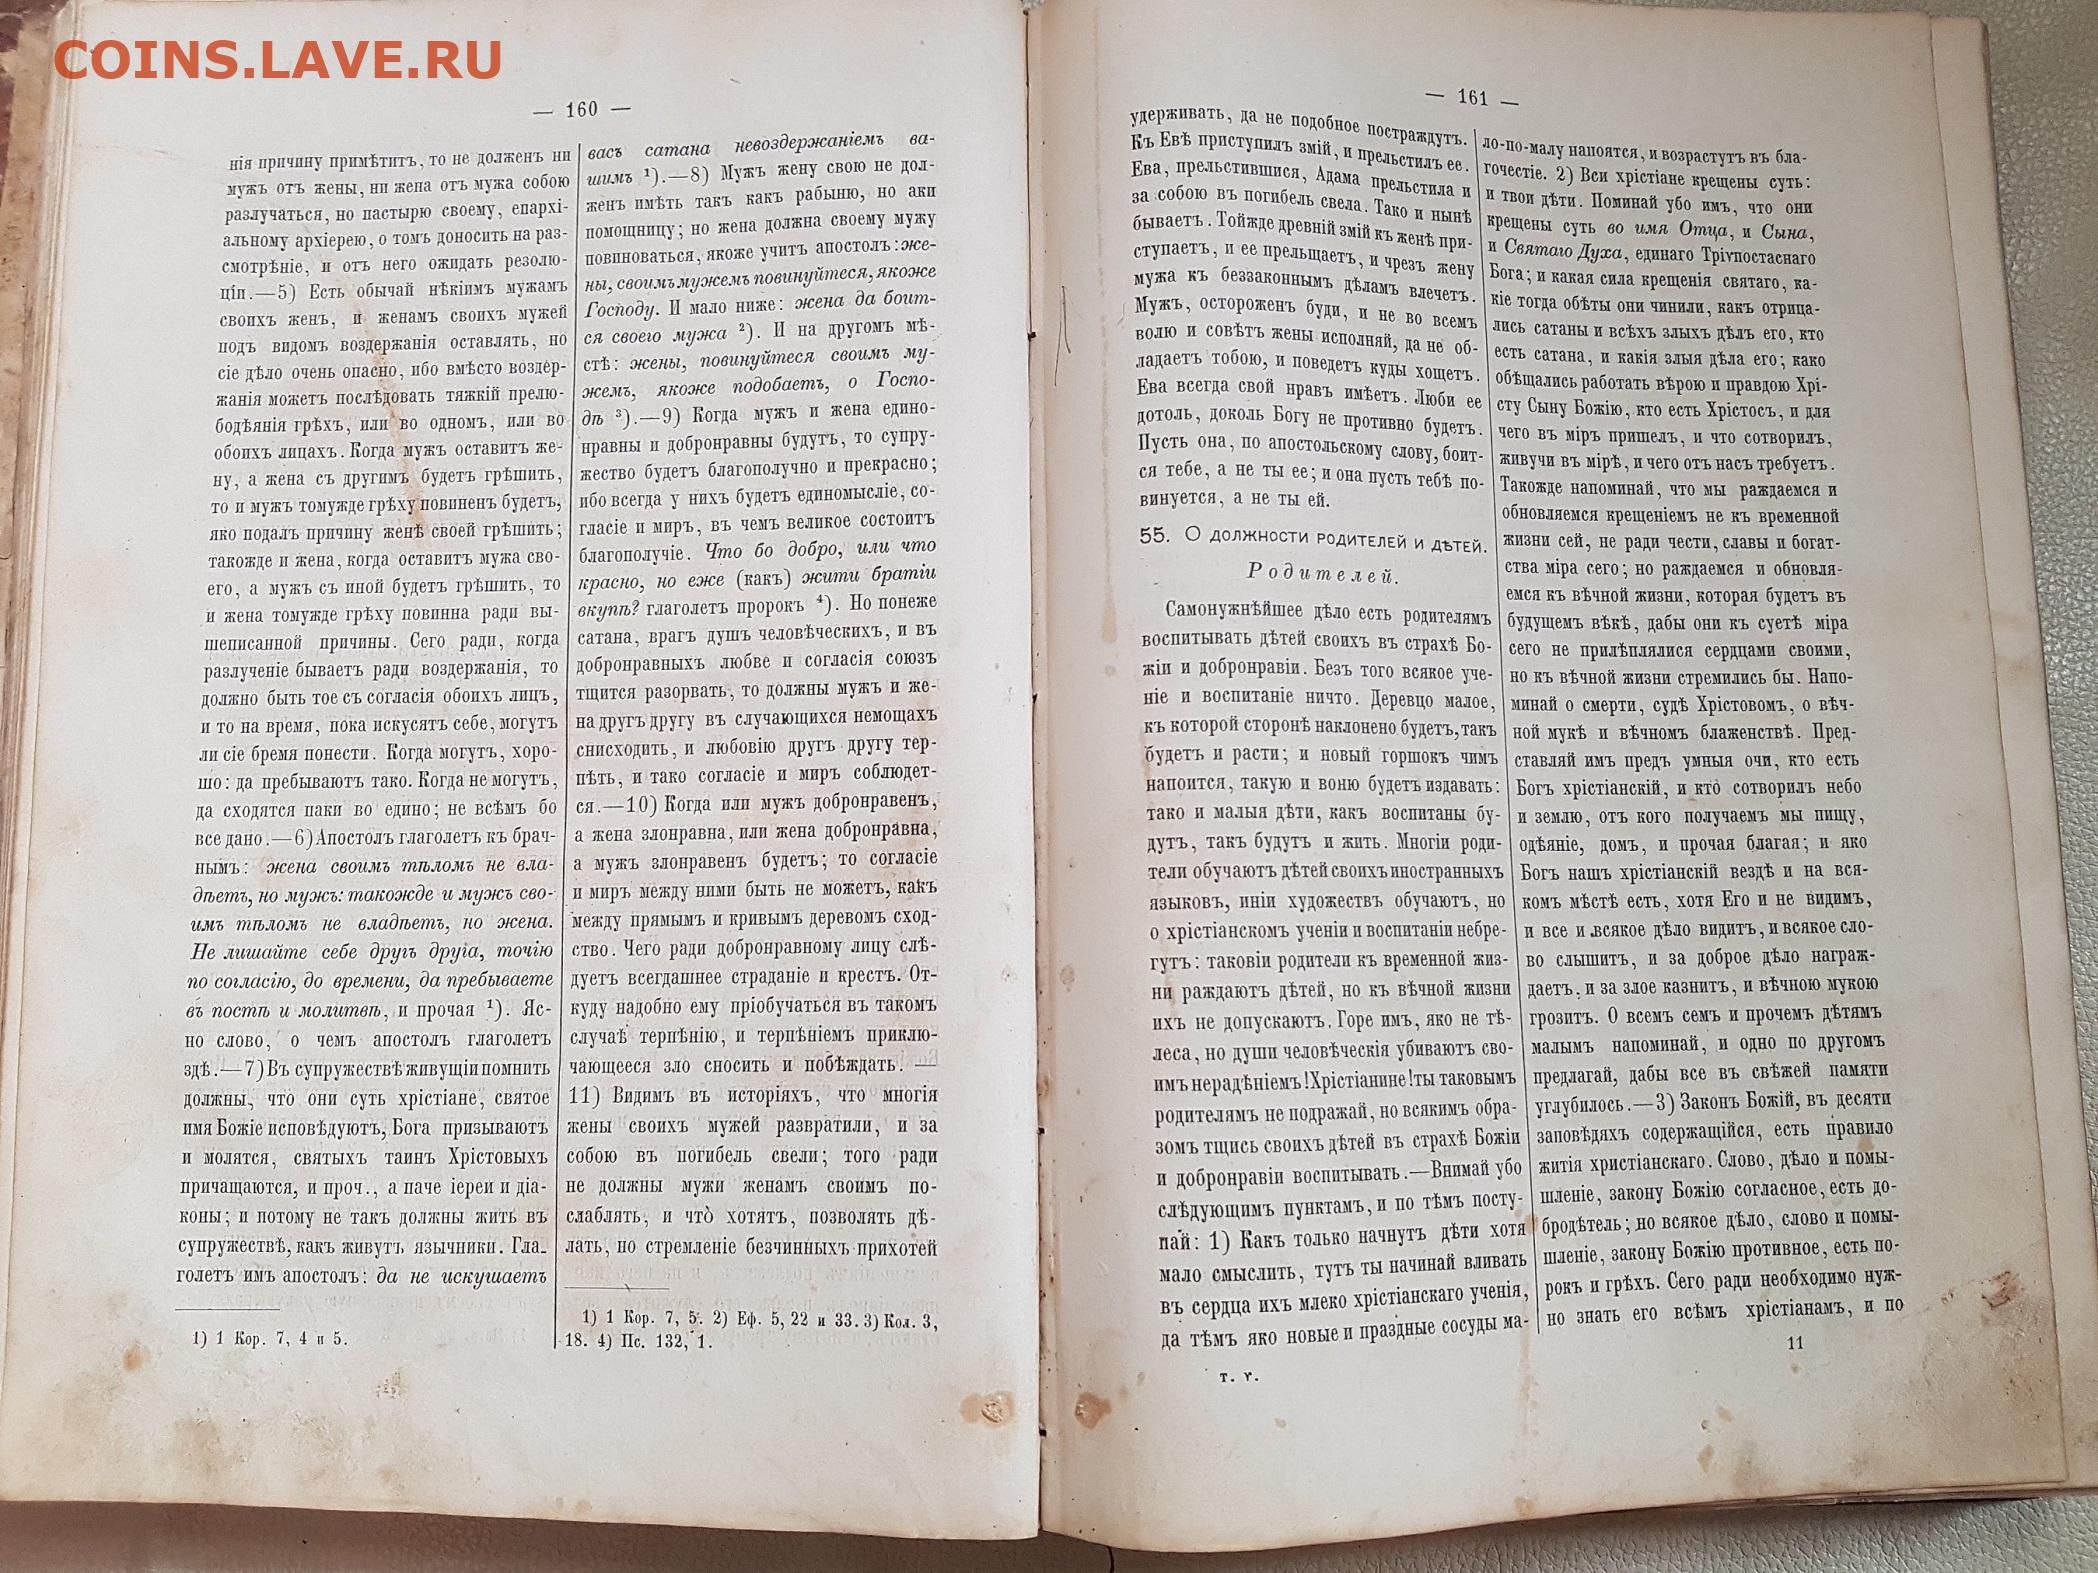 COINS.LAVE.RU
— 160 —
нія причину примѣтитъ, то не долженъ ни
мужъ отъ жены, ни жена отъ мужа собою
разлучаться, но пастырю своему, епархі-
альному архіерею, о томъ доносить на раз-
смотрѣніе, и отъ него ожидать резолю-
ціи.—5) Есть обычай нѣкіимъ мужамъ
своихъ женъ, и женамъ своихъ мужей
подъ видомъ воздержанія оставлять, но
сіе дѣло очень опасно, ибо вмѣсто воздер-
жанія можетъ послѣдовать тяжкій прелю-
бодѣянія грѣхъ, или во одномъ, или во
обоихъ лицахъ. Когда мужъ оставитъ же-
ну, а жена съ другимъ будетъ грѣшить,
то и мужъ томужде грѣху повиненъ будетъ,
яко подалъ причину женѣ своей грѣшить;
такожде и жена, когда оставитъ мужа сво-
его, а мужъ съ иной будетъ грѣшить, то
и жена томужде грѣху повинна ради вы-
шеписанной причины. Сего ради, когда
разлученіе бываетъ ради воздержанія, то
должно быть тое съ согласія обоихъ лицъ,
и то на время, пока искусятъ себе, могутъ
ли сіе бремя понести. Когда могутъ, хоро-
шо: да пребываютъ тако. Когда не могутъ,
да сходятся паки во едино; не всѣмъ бо
все дано.—6) Апостолъ глаголетъ къ брач-
нымъ: жена своимъ тѣломъ не вла-
дѣетъ, но мужъ: такожде и мужъ сво-
имъ тѣломъ не владѣетъ, но жена.
Не лишайте себе другъ друга, точію
по согласію, до времени, да пребываете
въ постѣ и молитвѣ, и прочая ¹). Яс-
но слово, о чемъ апостолъ глаголетъ
здѣ.—7) Въ супружествѣ живущіи помнить
должны, что они суть хрістіане, святое
имя Божіе исповѣдуютъ, Бога призываютъ
и молятся, святыхъ таинъ Хрістовыхъ
причащаются, и проч., а паче іереи и діа-
коны; и потому не такъ должны жить въ
супружествѣ, какъ живутъ язычники. Гла-
голетъ имъ апостолъ: да не искушаетъ
1) 1 Кор. 7, 4 и 5.
васъ сатана невоздержаніемъ ва-
шимъ ¹).—8) Мужъ жену свою не дол-
женъ имѣть такъ какъ рабыню, но аки
помощницу; но жена должна своему мужу
повиноваться, якоже учитъ апостолъ: же-
ны, своимъ мужемъ повинуйтеся, якоже
Господу. И мало ниже: жена да боит-
ся своего мужа ²). И на другомъ мѣ-
стѣ: жены, повинуйтеся своимъ му-
жемъ, якоже подобаетъ, о Госпо-
дѣ ³).—9) Когда мужъ и жена едино-
нравны и добронравны будутъ, то супру-
жество будетъ благополучно и прекрасно;
ибо всегда у нихъ будетъ единомысліе, со-
гласіе и миръ, въ чемъ великое состоитъ
благополучіе. Что бо добро, или что
красно, но еже (какъ) жити братіи
вкупѣ? глаголетъ пророкъ ⁴). Но понеже
сатана, врагъ душъ человѣческихъ, и въ
добронравныхъ любве и согласія союзъ
тщится разорвать, то должны мужъ и же-
на другъ другу въ случающихся немощахъ
снисходить, и любовію другъ другу тер-
пѣть, и тако согласіе и миръ соблюдет-
ся.—10) Когда или мужъ добронравенъ,
а жена злонравна, или жена добронравна,
а мужъ злонравенъ будетъ; то согласіе
и миръ между ними быть не можетъ, какъ
между прямымъ и кривымъ деревомъ сход-
ство. Чего ради добронравному лицу слѣ-
дуетъ всегдашнее страданіе и крестъ. От-
куду надобно ему пріобучаться въ такомъ
случаѣ терпѣнію, и терпѣніемъ приклю-
чающееся зло сносить и побѣждать. —
11) Видимъ въ исторіяхъ, что многія
жены своихъ мужей развратили, и за
собою въ погибель свели; того ради
не должны мужи женамъ своимъ по-
слаблять, и что̀ хотятъ, позволять дѣ-
лать, но стремленіе безчинныхъ прихотей
1) 1 Кор. 7, 5. 2) Еф. 5, 22 и 33. 3) Кол. 3,
18. 4) Пс. 132, 1.
— 161 —
удерживать, да не подобное постраждутъ.
Къ Евѣ приступилъ змій, и прельстилъ ее.
Ева, прельстившися, Адама прельстила и
за собою въ погибель свела. Тако и нынѣ
бываетъ. Тойжде древній змій къ женѣ при-
ступаетъ, и ее прельщаетъ, и чрезъ жену
мужа къ беззаконнымъ дѣламъ влечетъ.
Мужъ, остороженъ буди, и не во всемъ
волю и совѣтъ жены исполняй, да не об-
ладаетъ тобою, и поведетъ куды хощетъ.
Ева всегда свой нравъ имѣетъ. Люби ее
дотоль, доколь Богу не противно будетъ.
Пусть она, по апостольскому слову, боит-
ся тебе, а не ты ее; и она пусть тебѣ по-
винуется, а не ты ей.
55. О ДОЛЖНОСТИ РОДИТЕЛЕЙ И ДѢТЕЙ.
Родителей.
Самонужнѣйшее дѣло есть родителямъ
воспитывать дѣтей своихъ въ страхѣ Бо-
жіи и добронравіи. Безъ того всякое уче-
ніе и воспитаніе ничто. Деревцо малое,
къ которой сторонѣ наклонено будетъ, такъ
будетъ и расти; и новый горшокъ чимъ
напоится, такую и воню будетъ издавать:
тако и малыя дѣти, какъ воспитаны бу-
дутъ, такъ будутъ и жить. Многіи роди-
тели обучаютъ дѣтей своихъ иностранныхъ
языковъ, иніи художествъ обучаютъ, но
о хрістіанскомъ ученіи и воспитаніи небре-
гутъ: таковіи родители къ временной жиз-
ни раждаютъ дѣтей, но къ вѣчной жизни
ихъ не допускаютъ. Горе имъ, яко не тѣ-
леса, но души человѣческія убиваютъ сво-
имъ нерадѣніемъ! Хрістіанине! ты таковымъ
родителямъ не подражай, но всякимъ обра-
зомъ тщись своихъ дѣтей въ страхѣ Божіи
и добронравіи воспитывать.—Внимай убо
слѣдующимъ пунктамъ, и по тѣмъ посту-
пай: 1) Какъ только начнутъ дѣти хотя
мало смыслить, тутъ ты начинай вливать
въ сердца ихъ млеко хрістіанскаго ученія,
да тѣмъ яко новые и праздные сосуды ма-
т. ѵ.
ло-по-малу напоятся, и возрастутъ въ бла-
гочестіе. 2) Вси хрістіане крещены суть:
и твои дѣти. Поминай убо имъ, что они
крещены суть во имя Отца, и Сына,
и Святаго Духа, единаго Тріѵпостаснаго
Бога; и какая сила крещенія святаго, ка-
кіе тогда обѣты они чинили, какъ отрица-
лись сатаны и всѣхъ злыхъ дѣлъ его, кто
есть сатана, и какія злыя дѣла его; како
обѣщались работать вѣрою и правдою Хрі-
сту Сыну Божію, кто есть Хрістосъ, и для
чего въ міръ пришелъ, и что сотворилъ,
живучи въ мірѣ, и чего отъ насъ требуетъ.
Такожде напоминай, что мы раждаемся и
обновляемся крещеніемъ не къ временной
жизни сей, не ради чести, славы и богат-
ства міра сего; но раждаемся и обновля-
емся къ вѣчной жизни, которая будетъ въ
будущемъ вѣкѣ, дабы они къ суетѣ міра
сего не прилѣплялися сердцами своими,
но къ вѣчной жизни стремились бы. Напо-
минай о смерти, судѣ Хрістовомъ, о вѣч-
ной мукѣ и вѣчномъ блаженствѣ. Пред-
ставляй имъ предъ умныя очи, кто есть
Богъ хрістіанскій, и кто сотворилъ небо
и землю, отъ кого получаемъ мы пищу,
одѣяніе, домъ, и прочая благая; и яко
Богъ нашъ хрістіанскій вездѣ и на вся-
комъ мѣстѣ есть, хотя Его и не видимъ,
и все и всякое дѣло видитъ, и всякое сло-
во слышитъ, и за доброе дѣло награж-
даетъ, и за злое казнитъ, и вѣчною мукою
грозитъ. О всемъ семъ и прочемъ дѣтямъ
малымъ напоминай, и одно по другомъ
предлагай, дабы все въ свѣжей памяти
углубилось.—3) Законъ Божій, въ десяти
заповѣдяхъ содержащійся, есть правило
житія христіанскаго. Слово, дѣло и помы-
шленіе, закону Божію согласное, есть до-
бродѣтель; но всякое дѣло, слово и помы-
шленіе, закону Божію противное, есть по-
рокъ и грѣхъ. Сего ради необходимо нуж-
но знать его всѣмъ хрістіанамъ, и по
11